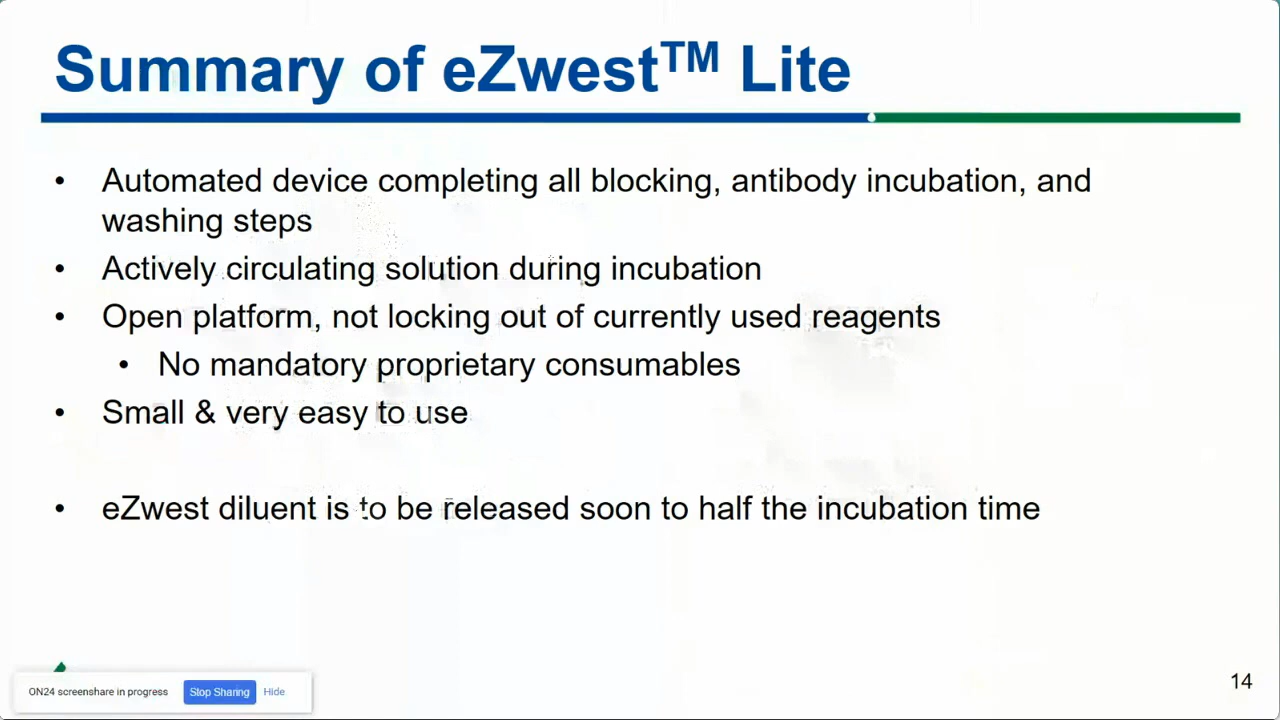 Summary of eZwest™ Lite
• Automated device completing all blocking, antibody incubation, and
washing steps
• Actively circulating solution during incubation
• Open platform, not locking out of currently used reagents
• No mandatory proprietary consumables
• Small & very easy to use
• eZwest diluent is to be released soon to half the incubation time
ON24 screenshare in progress Stop Sharing Hide
14